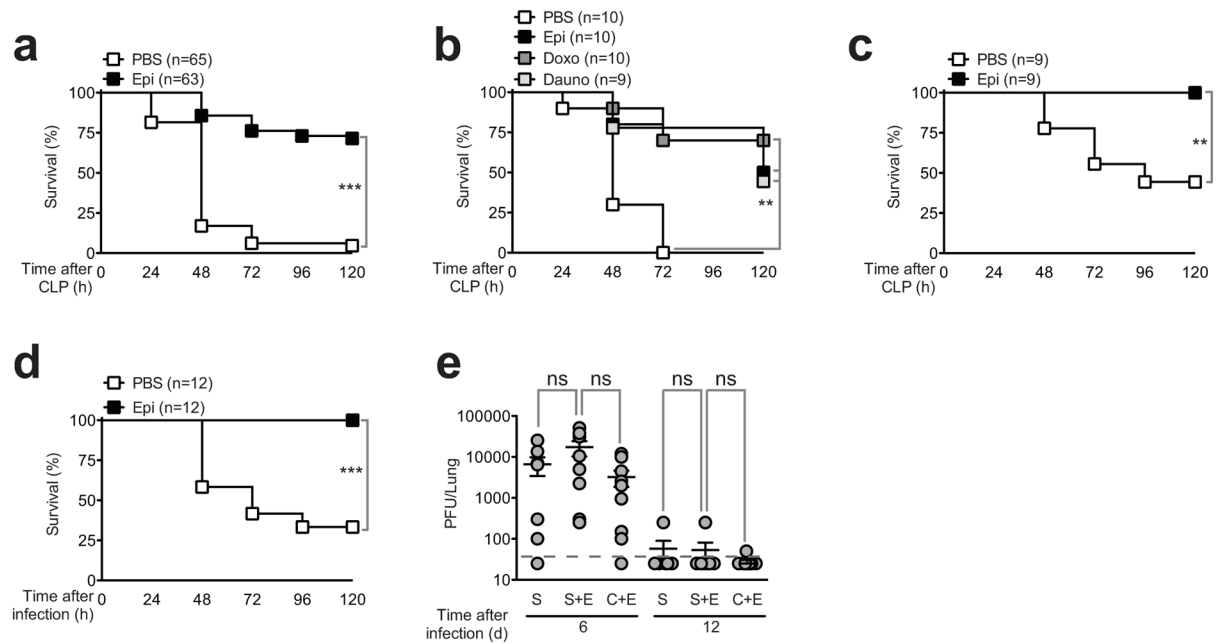 a
PBS (n=65)
Epi (n=63)
100
75
50
25
0
Survival (%)
***
Time after
CLP (h)
0 24 48 72 96 120
b
PBS (n=10)
Epi (n=10)
Doxo (n=10)
Dauno (n=9)
100
75
50
25
0
Survival (%)
**
Time after
CLP (h)
0 24 48 72 96 120
c
PBS (n=9)
Epi (n=9)
100
75
50
25
0
Survival (%)
**
Time after
CLP (h)
0 24 48 72 96 120
d
PBS (n=12)
Epi (n=12)
100
75
50
25
0
Survival (%)
***
Time after
infection (h)
0 24 48 72 96 120
e
ns ns ns ns
100000
10000
1000
100
10
PFU/Lung
S S+E C+E S S+E C+E
Time after
infection (d)
6 12